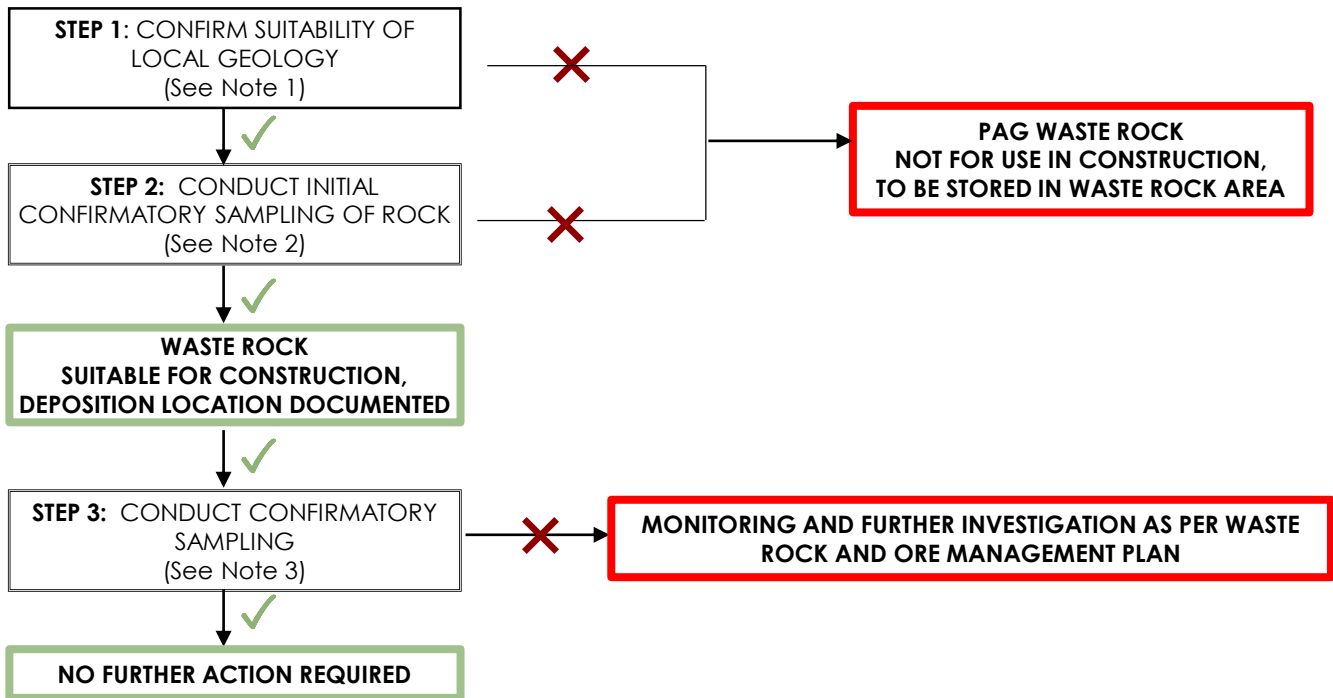 STEP 1: CONFIRM SUITABILITY OF
LOCAL GEOLOGY
(See Note 1)
PAG WASTE ROCK
NOT FOR USE IN CONSTRUCTION,
TO BE STORED IN WASTE ROCK AREA
STEP 2: CONDUCT INITIAL
CONFIRMATORY SAMPLING OF ROCK
(See Note 2)
WASTE ROCK
SUITABLE FOR CONSTRUCTION,
DEPOSITION LOCATION DOCUMENTED
STEP 3: CONDUCT CONFIRMATORY
SAMPLING
(See Note 3)
MONITORING AND FURTHER INVESTIGATION AS PER WASTE
ROCK AND ORE MANAGEMENT PLAN
NO FURTHER ACTION REQUIRED